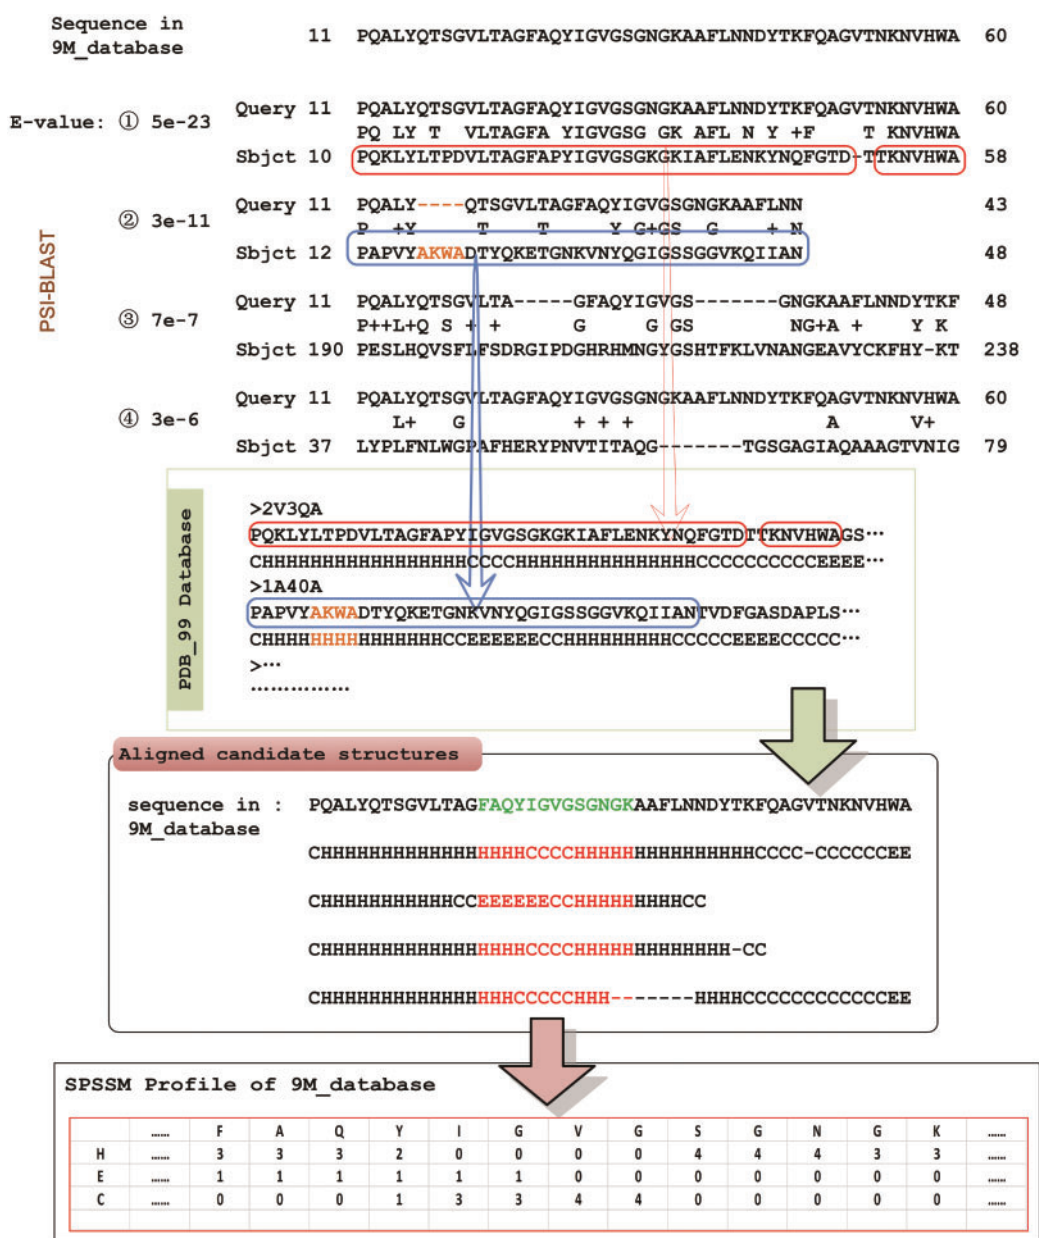 Sequence in
9M_database
11 PQALYQTSGVLTAGFAQYIGVGSGNGKAAFLNNDYTKFQAGVTNKNVHWA 60
E-value: ① 5e-23
Query 11 PQALYQTSGVLTAGFAQYIGVGSGNGKAAFLNNDYTKFQAGVTNKNVHWA 60
PQ LY T VLTAGFA YIGVGSG GK AFL N Y +F T KNVHWA
Sbjct 10 PQKLYLTPDVLTAGFAPYIGVGSGKGKIAFLENKYNQFGTD-TTKNVHWA 58
PSI-BLAST
② 3e-11
Query 11 PQALY----QTSGVLTAGFAQYIGVGSGNGKAAFLNN 43
P +Y T T Y G+GS G + N
Sbjct 12 PAPVYAKWADTYQKETGNKVNYQGIGSSGGVKQIIAN 48
③ 7e-7
Query 11 PQALYQTSGVLTA-----GFAQYIGVGS-------GNGKAAFLNNDYTKF 48
P++L+Q S + + G G GS NG+A + Y K
Sbjct 190 PESLHQVSFLFSDRGIPDGHRHMNGYGSHTFKLVNANGEAVYCKFHY-KT 238
④ 3e-6
Query 11 PQALYQTSGVLTAGFAQYIGVGSGNGKAAFLNNDYTKFQAGVTNKNVHWA 60
L+ G + + + A V+
Sbjct 37 LYPLFNLWGPAFHERYPNVTITAQG-------TGSGAGIAQAAAGTVNIG 79
PDB_99 Database
>2V3QA
PQKLYLTPDVLTAGFAPYIGVGSGKGKIAFLENKYNQFGTDTTKNVHWAGS…
CHHHHHHHHHHHHHHHHHHCCCCHHHHHHHHHHHHHHHCCCCCCCCCCEEEE…
>1A40A
PAPVYAKWADTYQKETGNKVNYQGIGSSGGVKQIIANTVDFGASDAPLS…
CHHHHHHHHHHHHHHHCCEEEEEECCHHHHHHHHHCCCCCEEEECCCCC…
>…
……………
Aligned candidate structures
sequence in :
9M_database
PQALYQTSGVLTAGFAQYIGVGSGNGKAAFLNNDYTKFQAGVTNKNVHWA
CHHHHHHHHHHHHHHHHHCCCCHHHHHHHHHHHHHHHCCCC-CCCCCCEE
CHHHHHHHHHHHCCEEEEEECCHHHHHHHHHCC
CHHHHHHHHHHHHHHHHHCCCCHHHHHHHHHHHHH-CC
CHHHHHHHHHHHHHHHHCCCCCHHH-------HHHHCCCCCCCCCCCCEE
SPSSM Profile of 9M_database
…… F A Q Y I G V G S G N G K ……
H …… 3 3 3 2 0 0 0 0 4 4 4 3 3 ……
E …… 1 1 1 1 1 1 0 0 0 0 0 0 0 ……
C …… 0 0 0 1 3 3 4 4 0 0 0 0 0 ……